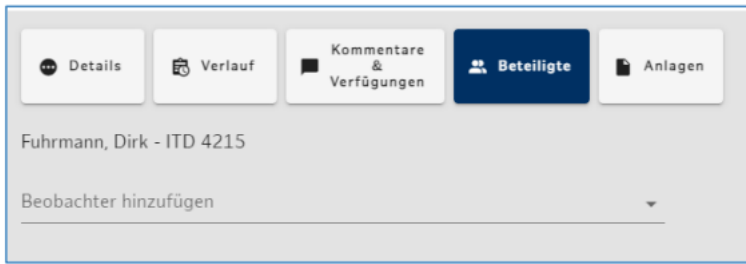 Details
Verlauf
Kommentare
&
Verfügungen
Beteiligte
Anlagen
Fuhrmann, Dirk - ITD 4215
Beobachter hinzufügen